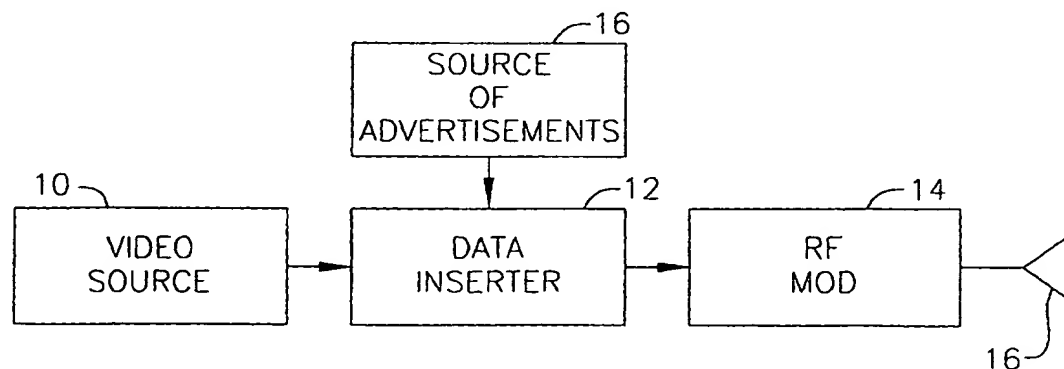 16
SOURCE
OF
ADVERTISEMENTS
10
12
14
VIDEO
SOURCE
DATA
INSERTER
RF
MOD
16